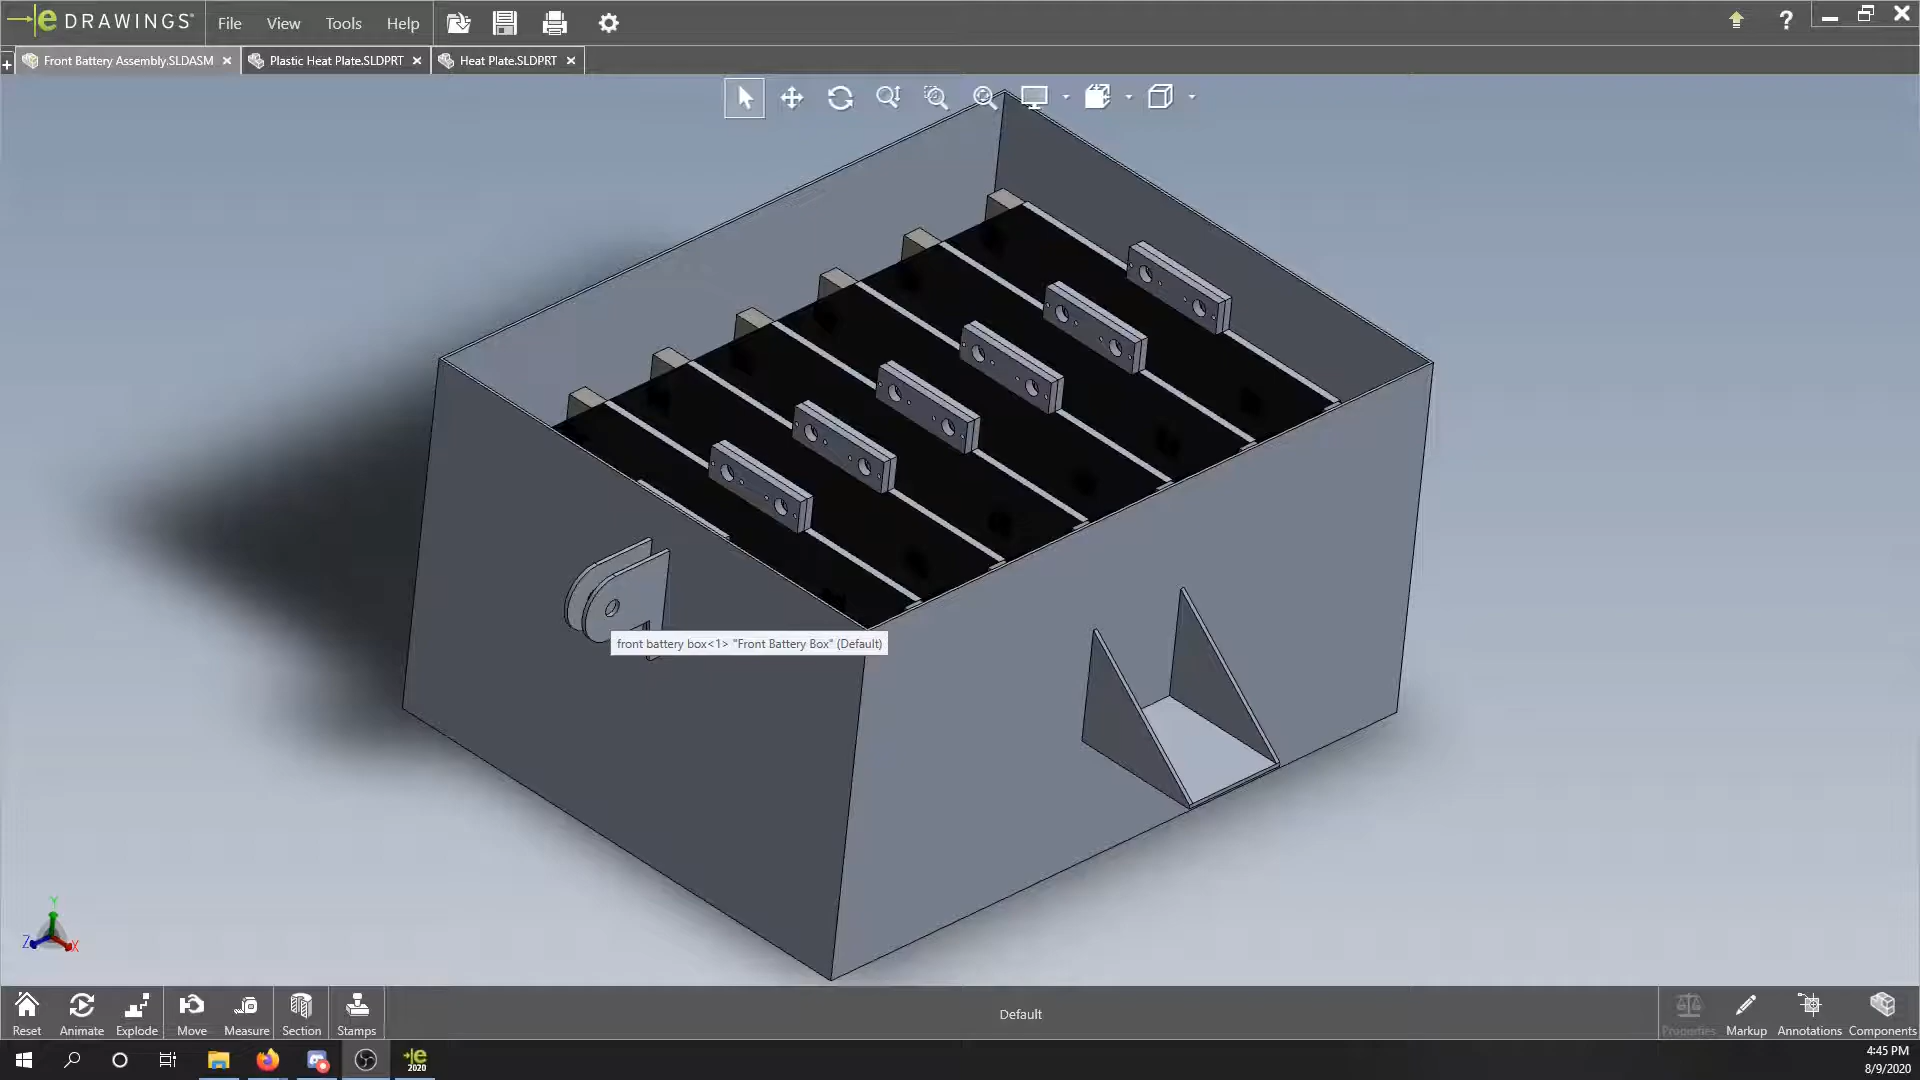 e DRAWINGS®
File View Tools Help
?
+ Front Battery Assembly.SLDASM Plastic Heat Plate.SLDPRT Heat Plate.SLDPRT
front battery box<1> "Front Battery Box" (Default)
Y
Z X
Reset Animate Explode Move Measure Section Stamps Default Properties Markup Annotations Components
e
2020
4:45 PM
8/9/2020